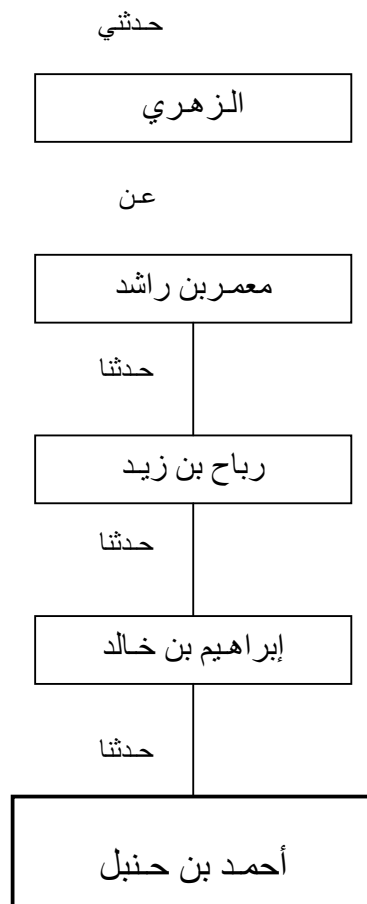 حدثني
الزهري
عن
معمربن راشد
حدثنا
رباح بن زيد
حدثنا
إبراهيم بن خالد
حدثنا
أحمد بن حنبل